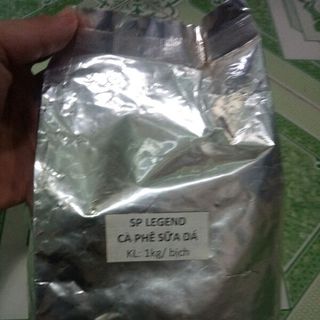 SP LEGEND
CÀ PHÊ SỮA ĐÁ
KL: 1kg/ bịch